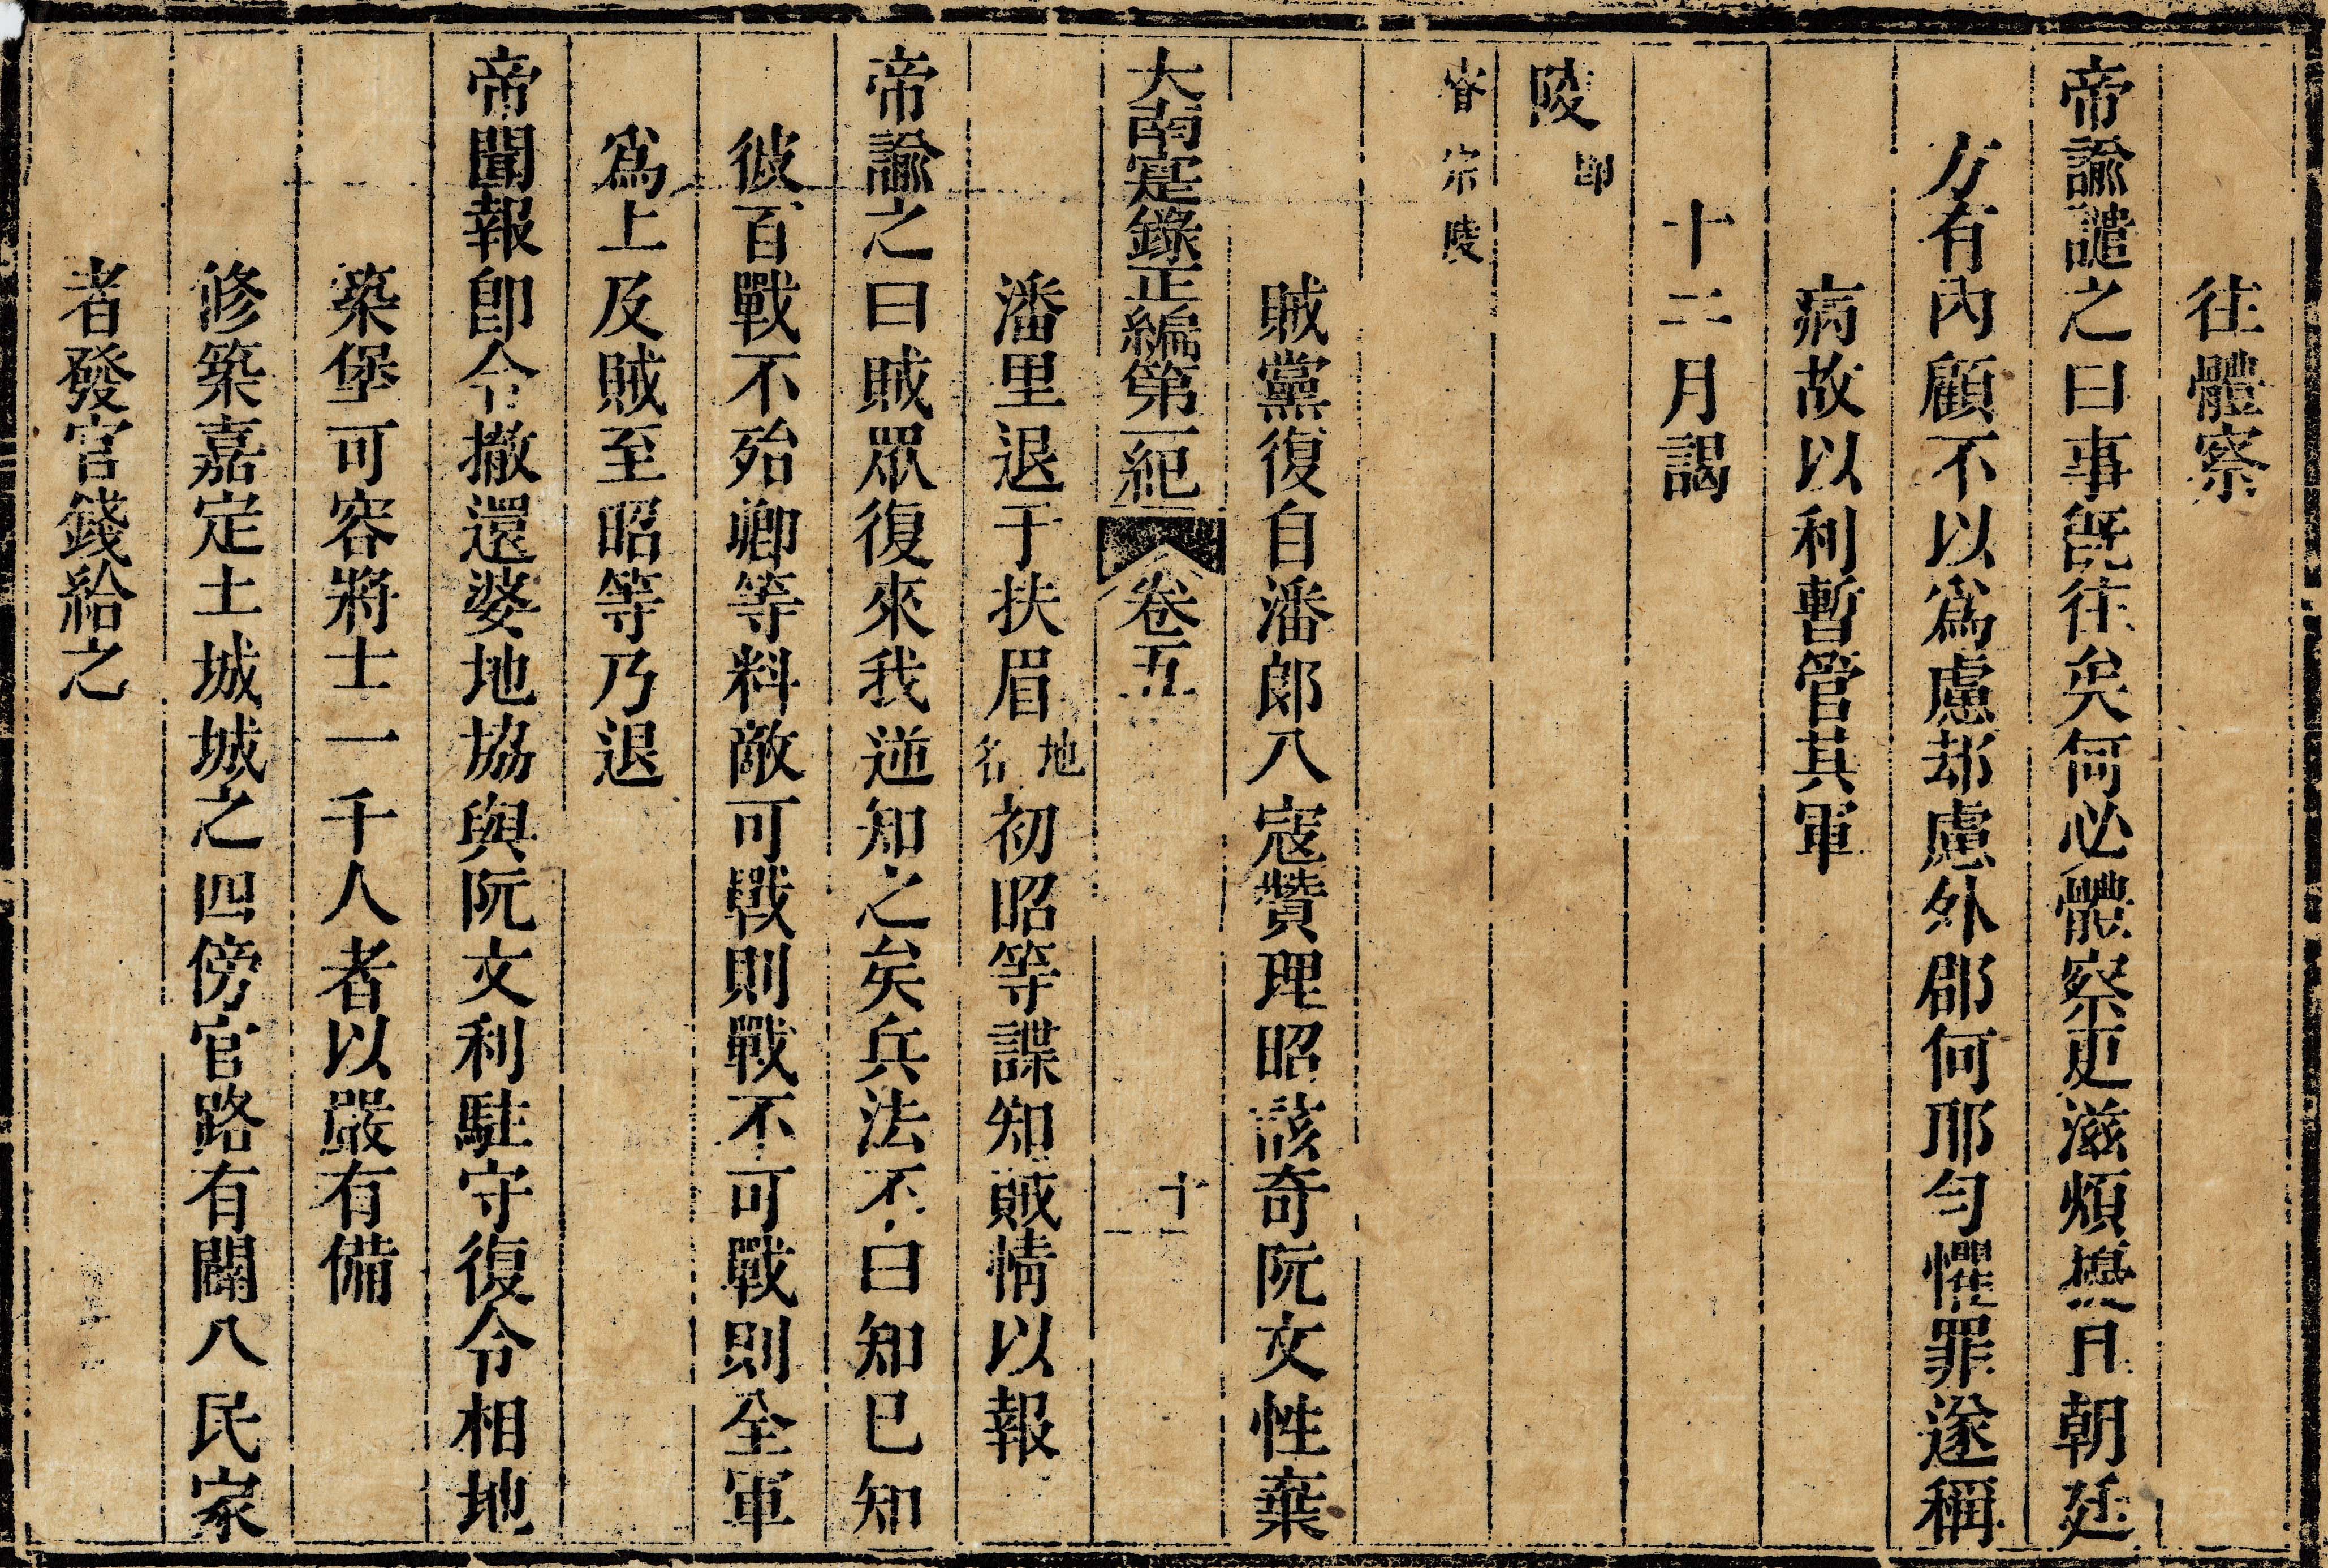 往體察
帝諭譴之曰事既往矣何必體察更滋煩擾且朝廷
方有內顧不以爲慮却慮外郡何耶勻懼罪遂稱
病故以利暫管其軍
十二月謁
陵卽
睿宗陵
賊黨復自潘郎入寇贊理昭該奇阮文性棄
大南寔錄正編第一紀 卷五 十二
潘里退于扶眉地名初昭等諜知賊情以報
帝諭之曰賊眾復來我逆知之矣兵法不曰知已知
彼百戰不殆卿等料敵可戰則戰不可戰則全軍
爲上及賊至昭等乃退
帝聞報卽令撤還婆地協與阮文利駐守復令相地
築堡可容將士一千人者以嚴有備
修築嘉定土城城之四傍官路有關入民家
者發官錢給之